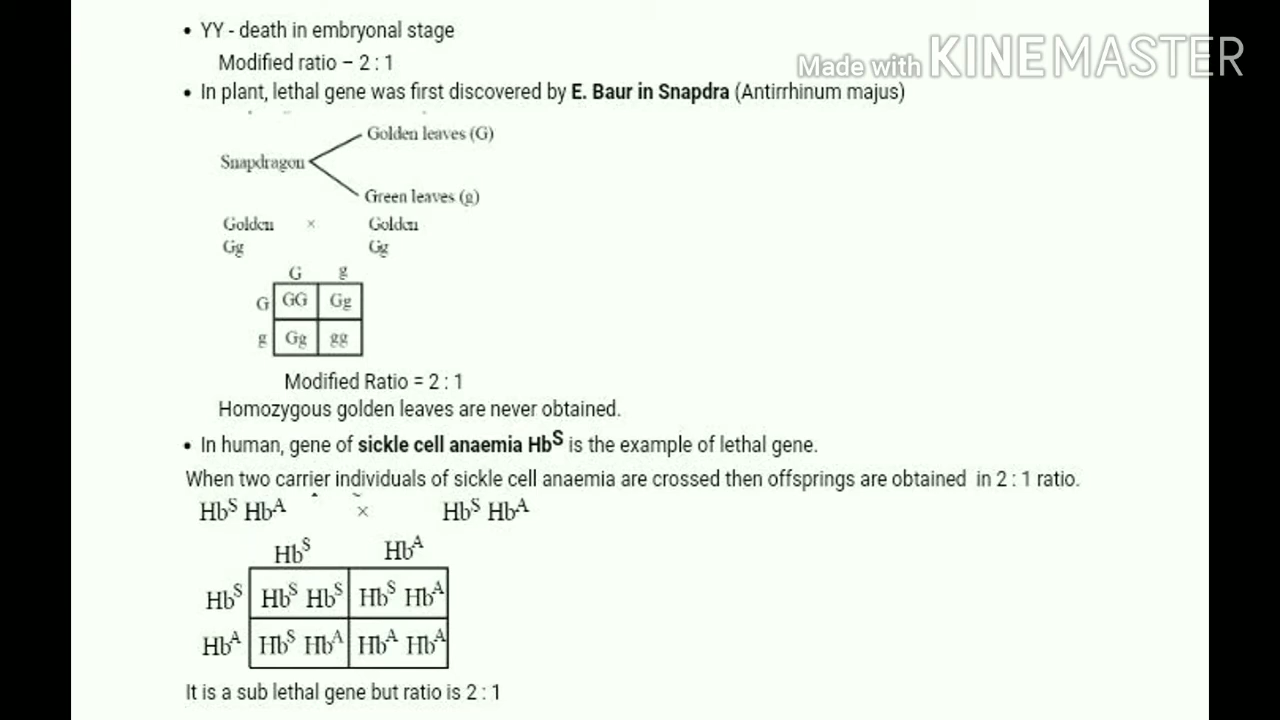 • YY - death in embryonal stage
Made with KINEMASTER
Modified ratio – 2 : 1
• In plant, lethal gene was first discovered by E. Baur in Snapdra (Antirrhinum majus)
Golden leaves (G)
Snapdragon
Green leaves (g)
Golden × Golden
Gg Gg
G g
G GG Gg
g Gg gg
Modified Ratio = 2 : 1
Homozygous golden leaves are never obtained.
• In human, gene of sickle cell anaemia Hb^S is the example of lethal gene.
When two carrier individuals of sickle cell anaemia are crossed then offsprings are obtained in 2 : 1 ratio.
Hb^S Hb^A × Hb^S Hb^A
Hb^S Hb^A
Hb^S Hb^S Hb^S Hb^S Hb^A
Hb^A Hb^S Hb^A Hb^A Hb^A
It is a sub lethal gene but ratio is 2 : 1